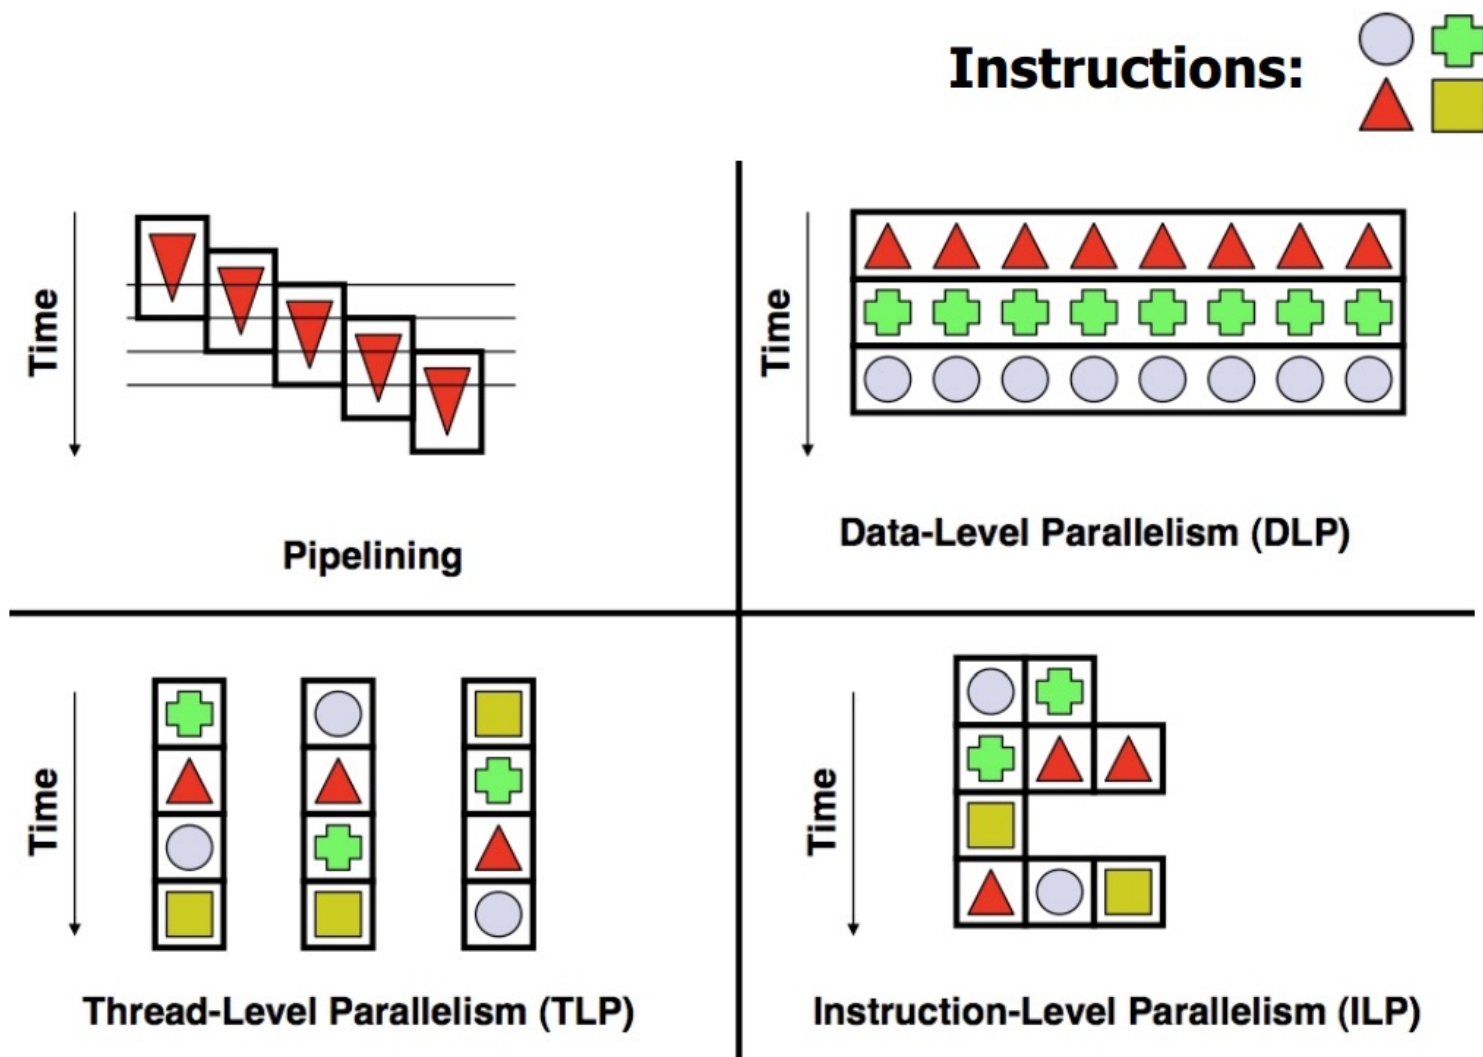 Instructions:
Time
Pipelining
Time
Data-Level Parallelism (DLP)
Time
Thread-Level Parallelism (TLP)
Time
Instruction-Level Parallelism (ILP)